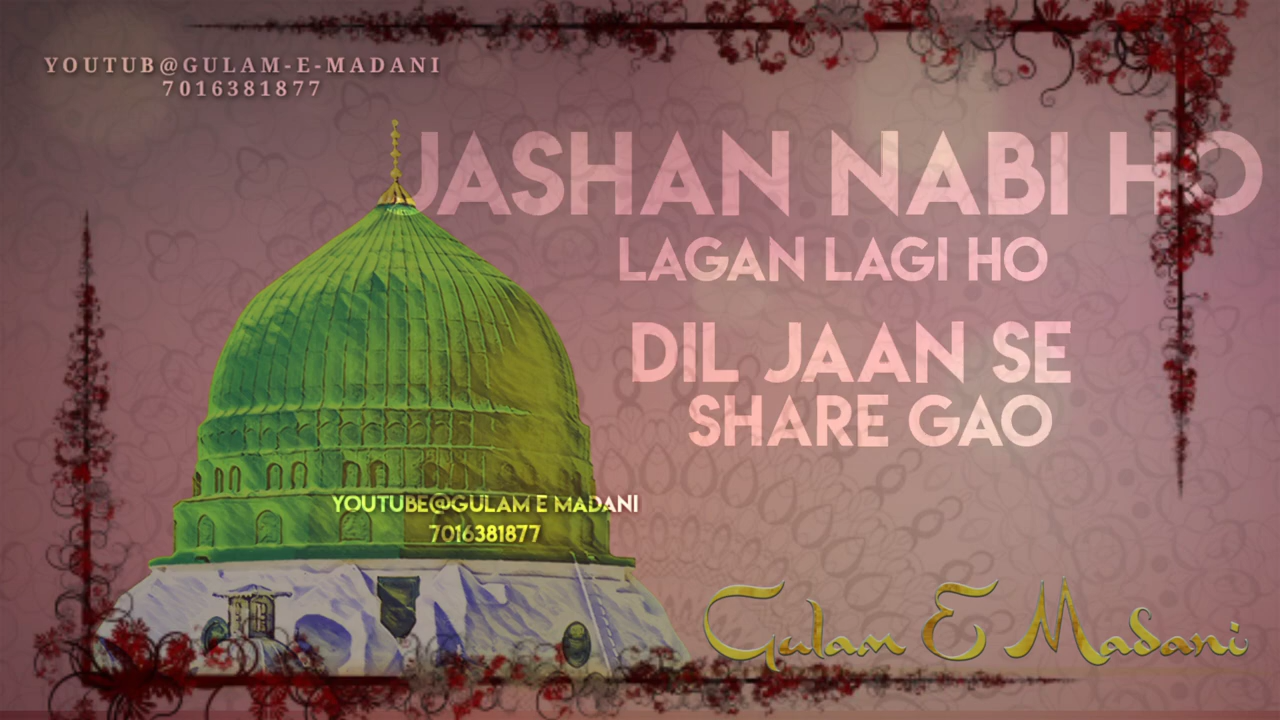 YOUTUB@GULAM-E-MADANI
7016381877
JASHAN NABI HO
LAGAN LAGI HO
DIL JAAN SE
SHARE GAO
YOUTUBE@GULAM E MADANI
7016381877
Gulam E Madani